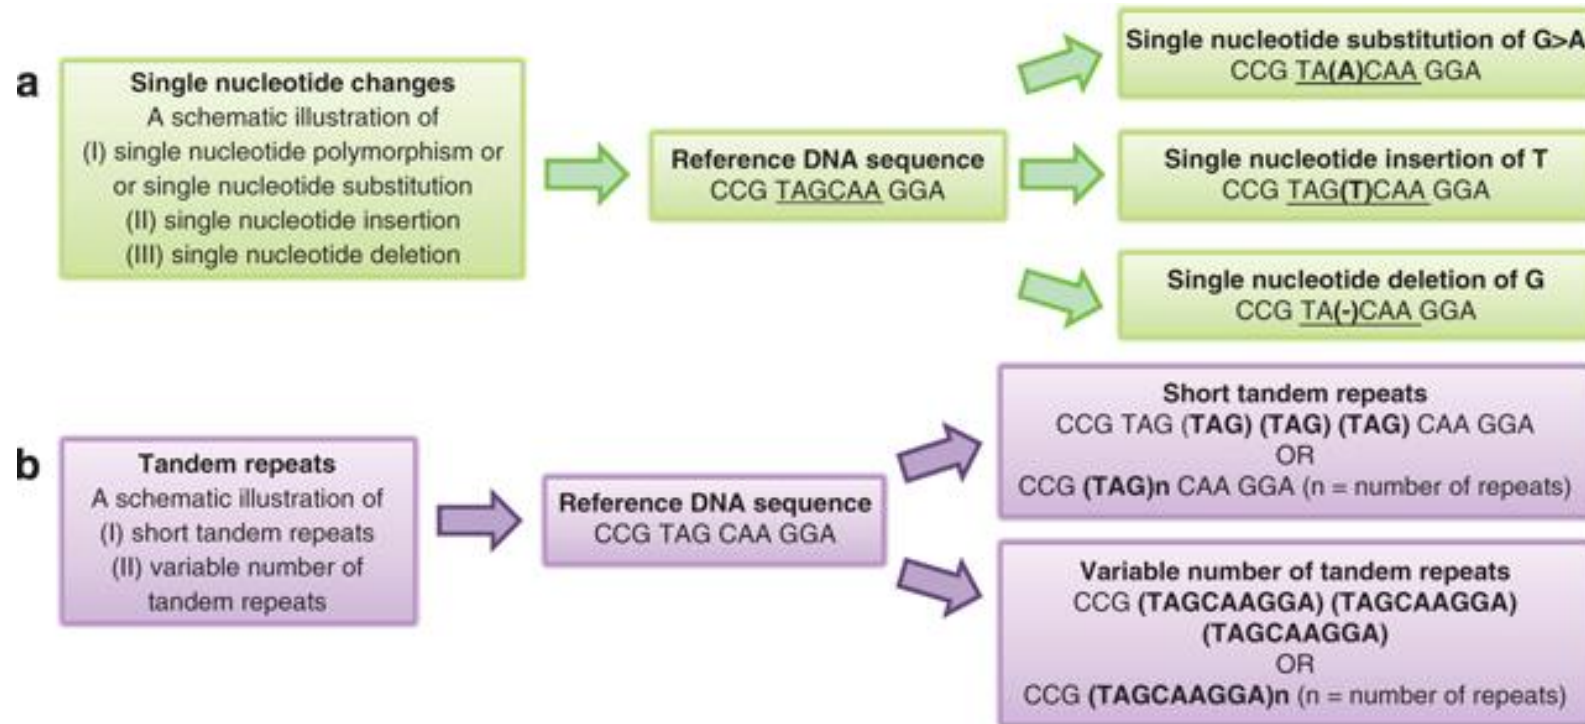 a
Single nucleotide changes
A schematic illustration of
(I) single nucleotide polymorphism or
or single nucleotide substitution
(II) single nucleotide insertion
(III) single nucleotide deletion
Reference DNA sequence
CCG TAGCAA GGA
Single nucleotide substitution of G>A
CCG TA(A)CAA GGA
Single nucleotide insertion of T
CCG TAG(T)CAA GGA
Single nucleotide deletion of G
CCG TA(-)CAA GGA
b
Tandem repeats
A schematic illustration of
(I) short tandem repeats
(II) variable number of
tandem repeats
Reference DNA sequence
CCG TAG CAA GGA
Short tandem repeats
CCG TAG (TAG) (TAG) (TAG) CAA GGA
OR
CCG (TAG)n CAA GGA (n = number of repeats)
Variable number of tandem repeats
CCG (TAGCAAGGA) (TAGCAAGGA)
(TAGCAAGGA)
OR
CCG (TAGCAAGGA)n (n = number of repeats)